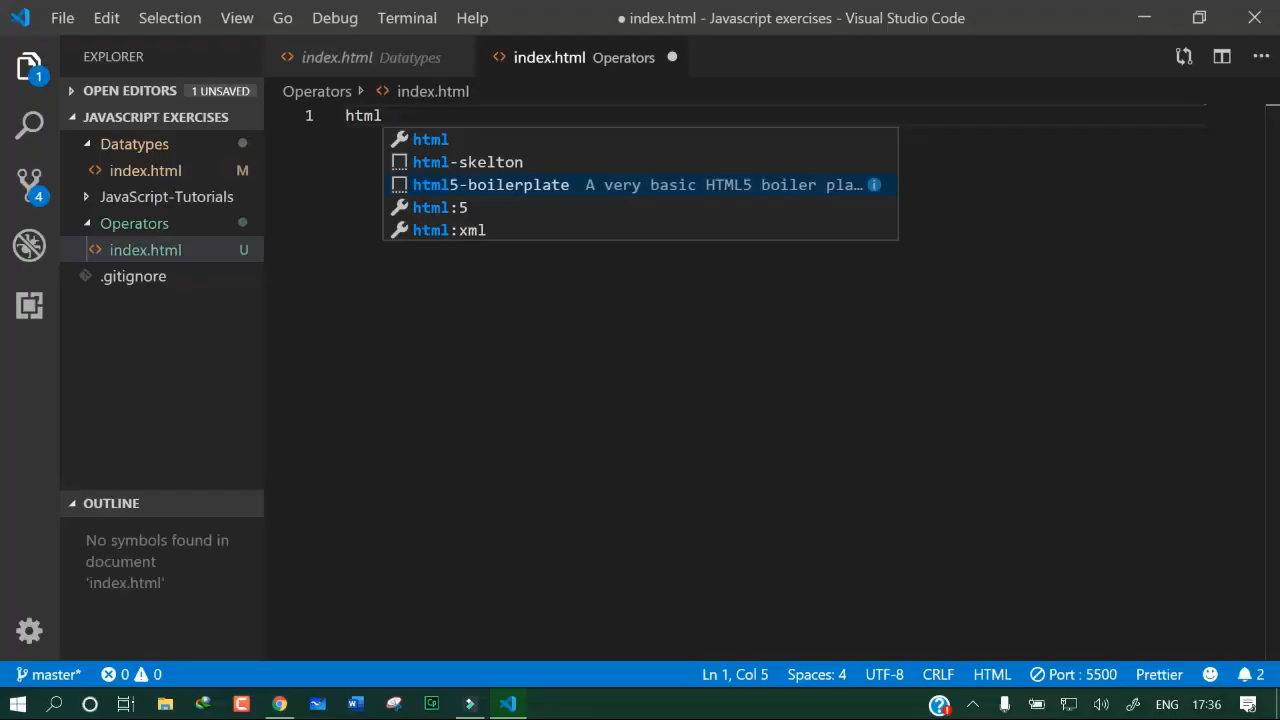 File Edit Selection View Go Debug Terminal Help
● index.html - Javascript exercises - Visual Studio Code
EXPLORER
index.html Datatypes
index.html Operators
OPEN EDITORS 1 UNSAVED
Operators index.html
JAVASCRIPT EXERCISES
1 html
Datatypes
html
index.html M
html-skelton
html5-boilerplate A very basic HTML5 boiler pla…
JavaScript-Tutorials
html:5
Operators
html:xml
index.html U
.gitignore
1
4
OUTLINE
No symbols found in
document
'index.html'
master* 0 0 Ln 1, Col 5 Spaces: 4 UTF-8 CRLF HTML Port : 5500 Prettier 2
W Cp ENG 17:36